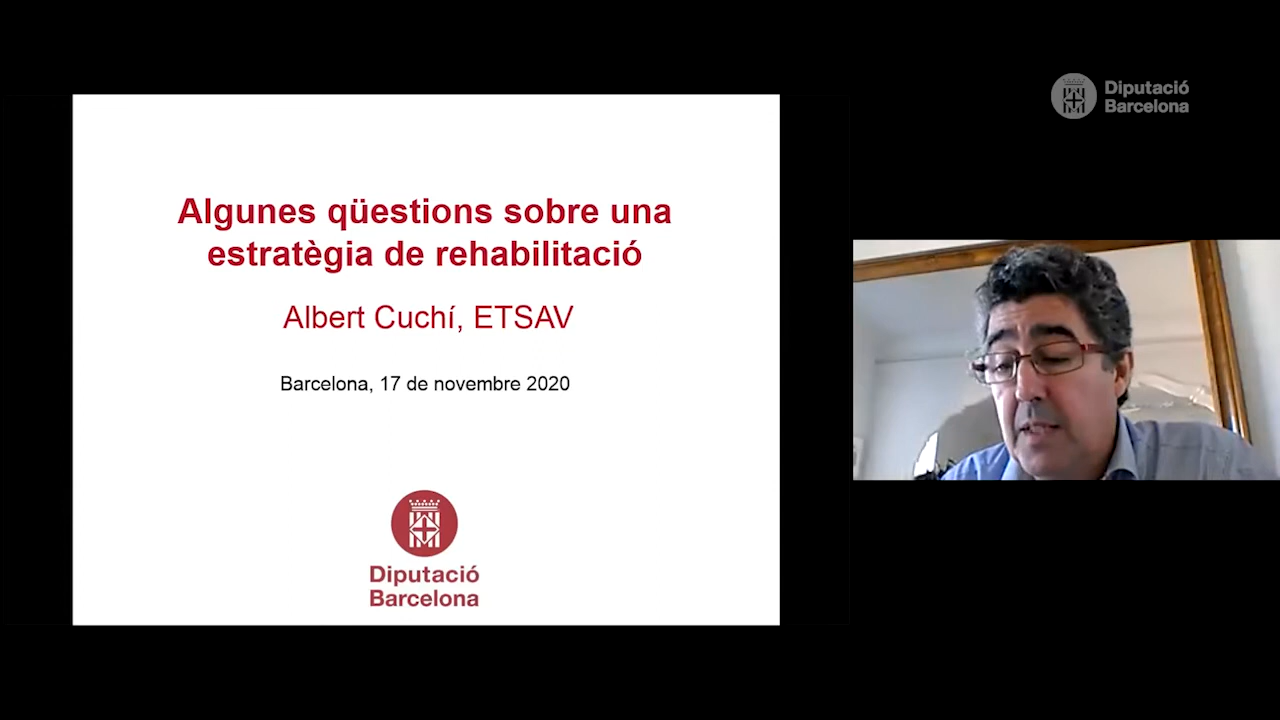 Algunes qüestions sobre una
estratègia de rehabilitació
Albert Cuchí, ETSAV
Barcelona, 17 de novembre 2020
Diputació
Barcelona
Diputació
Barcelona